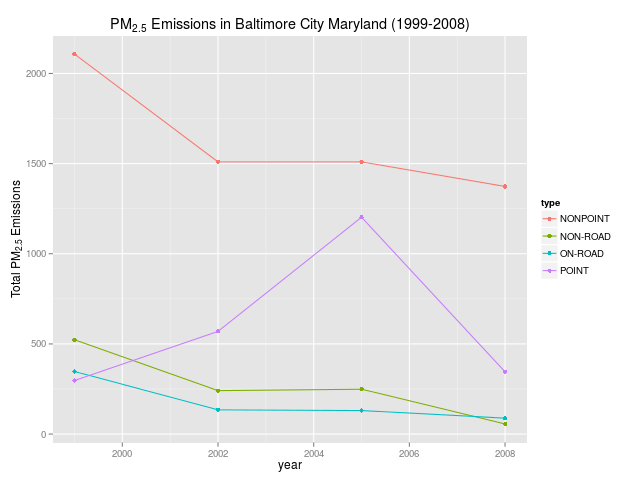 PM2.5 Emissions in Baltimore City Maryland (1999-2008)
Total PM2.5 Emissions
2000
1500
1000
500
0
2000
2002
2004
2006
2008
year
type
NONPOINT
NON-ROAD
ON-ROAD
POINT